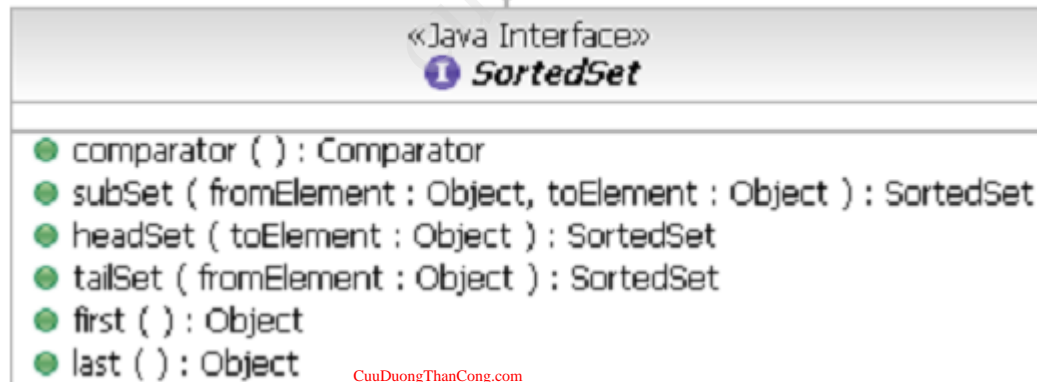 «Java Interface»
SortedSet
comparator ( ) : Comparator
subSet ( fromElement : Object, toElement : Object ) : SortedSet
headSet ( toElement : Object ) : SortedSet
tailSet ( fromElement : Object ) : SortedSet
first ( ) : Object
last ( ) : Object
CuuDuongThanCong.com